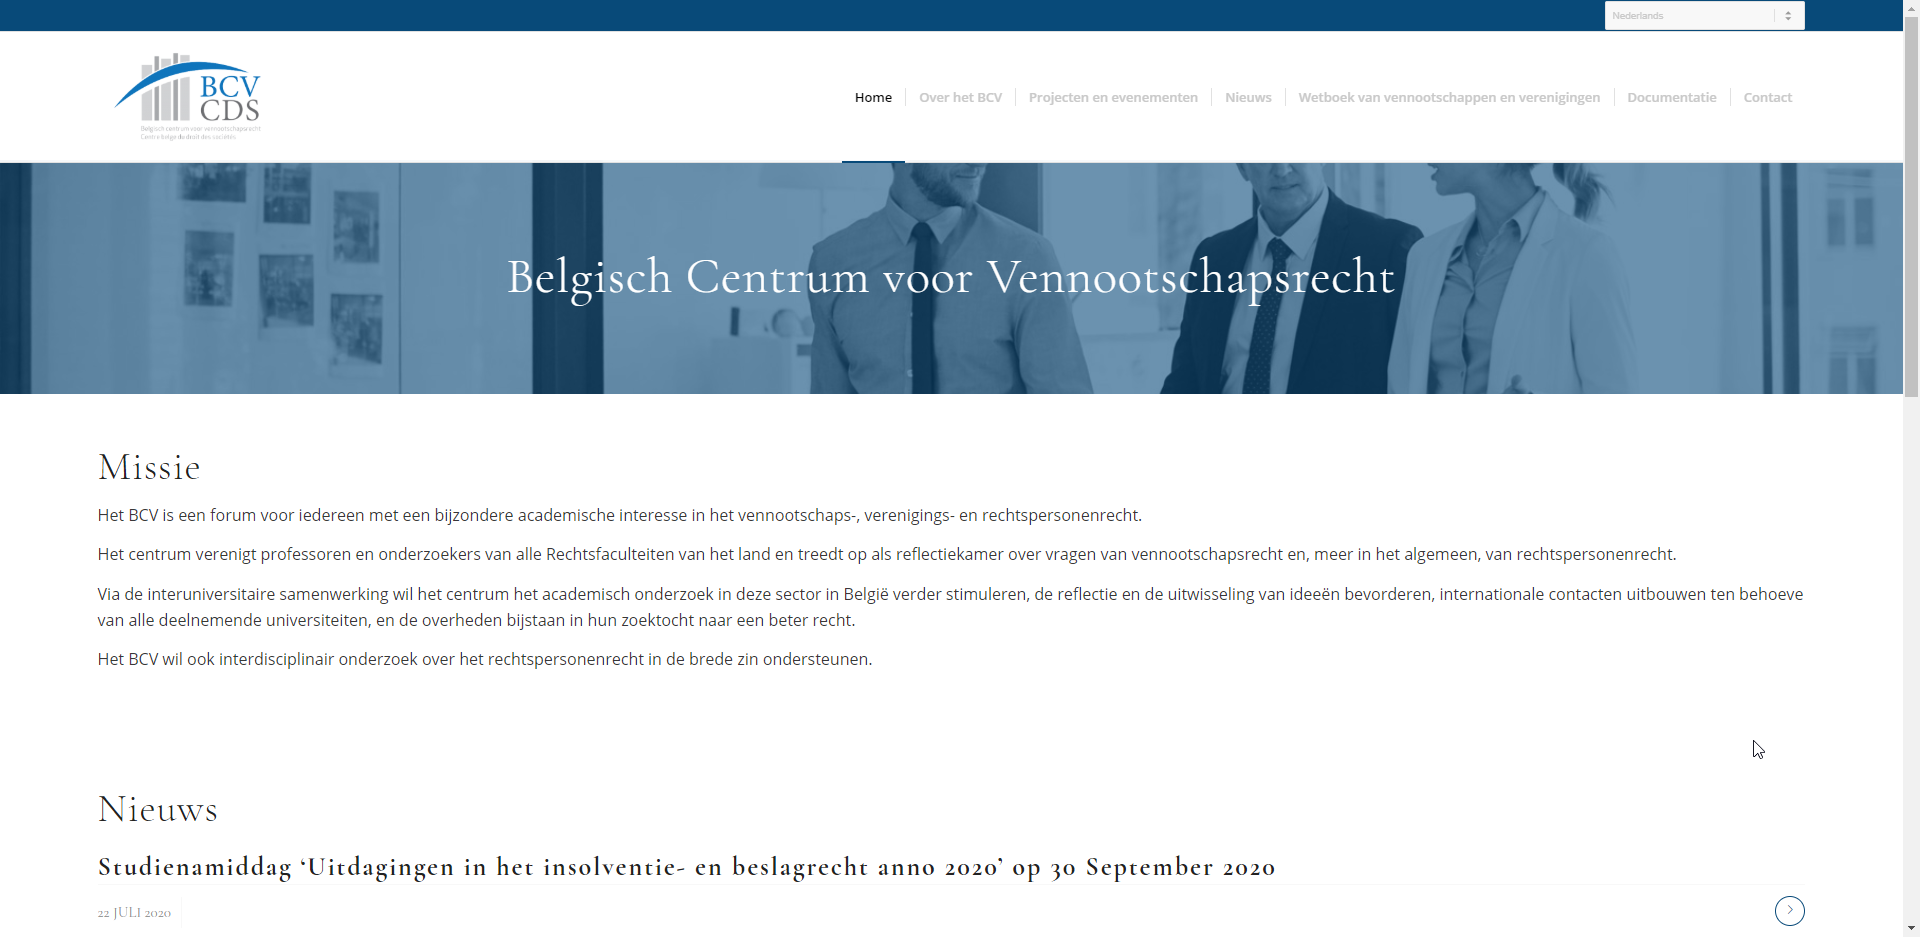 Nederlands
BCV
CDS
Belgisch centrum voor vennootschapsrecht
Centre belge du droit des sociétés
Home
Over het BCV
Projecten en evenementen
Nieuws
Wetboek van vennootschappen en verenigingen
Documentatie
Contact
Belgisch Centrum voor Vennootschapsrecht
Missie
Het BCV is een forum voor iedereen met een bijzondere academische interesse in het vennootschaps-, verenigings- en rechtspersonenrecht.
Het centrum verenigt professoren en onderzoekers van alle Rechtsfaculteiten van het land en treedt op als reflectiekamer over vragen van vennootschapsrecht en, meer in het algemeen, van rechtspersonenrecht.
Via de interuniversitaire samenwerking wil het centrum het academisch onderzoek in deze sector in België verder stimuleren, de reflectie en de uitwisseling van ideeën bevorderen, internationale contacten uitbouwen ten behoeve
van alle deelnemende universiteiten, en de overheden bijstaan in hun zoektocht naar een beter recht.
Het BCV wil ook interdisciplinair onderzoek over het rechtspersonenrecht in de brede zin ondersteunen.
Nieuws
Studienamiddag ‘Uitdagingen in het insolventie- en beslagrecht anno 2020’ op 30 September 2020
22 JULI 2020